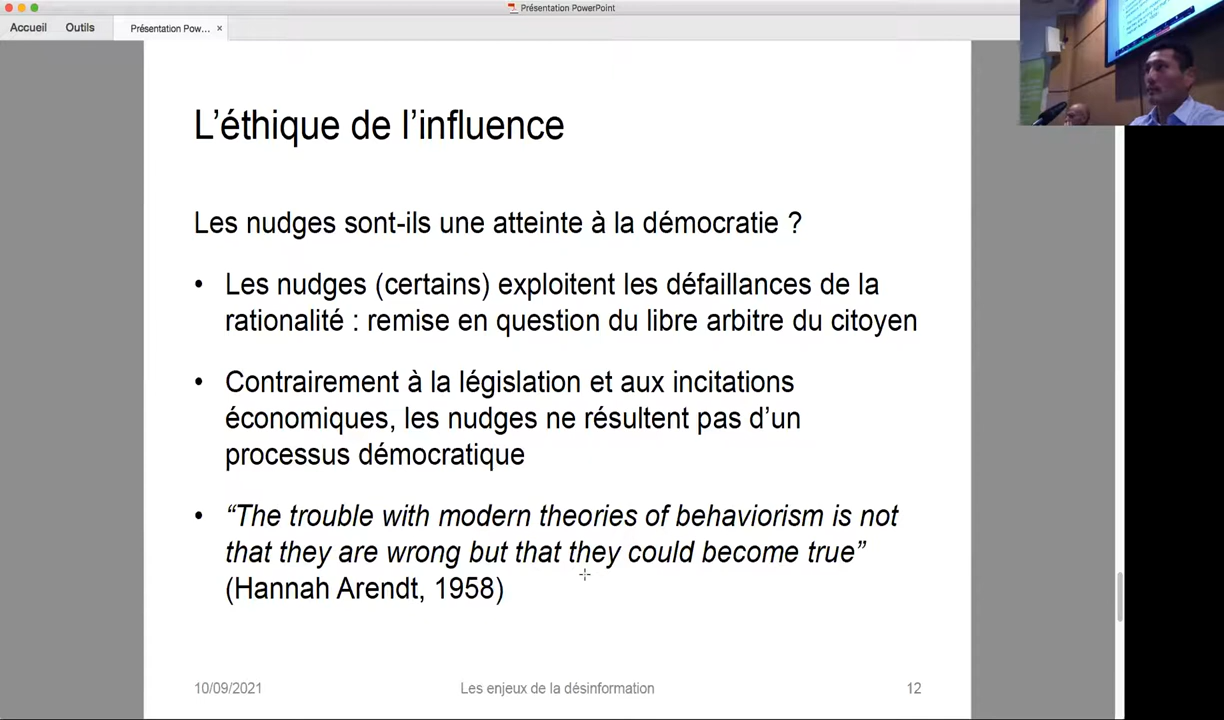 Présentation PowerPoint
Accueil
Outils
Présentation Pow...
×
L’éthique de l’influence
Les nudges sont-ils une atteinte à la démocratie ?
• Les nudges (certains) exploitent les défaillances de la
rationalité : remise en question du libre arbitre du citoyen
• Contrairement à la législation et aux incitations
économiques, les nudges ne résultent pas d’un
processus démocratique
• “The trouble with modern theories of behaviorism is not
that they are wrong but that they could become true”
(Hannah Arendt, 1958)
10/09/2021
Les enjeux de la désinformation
12